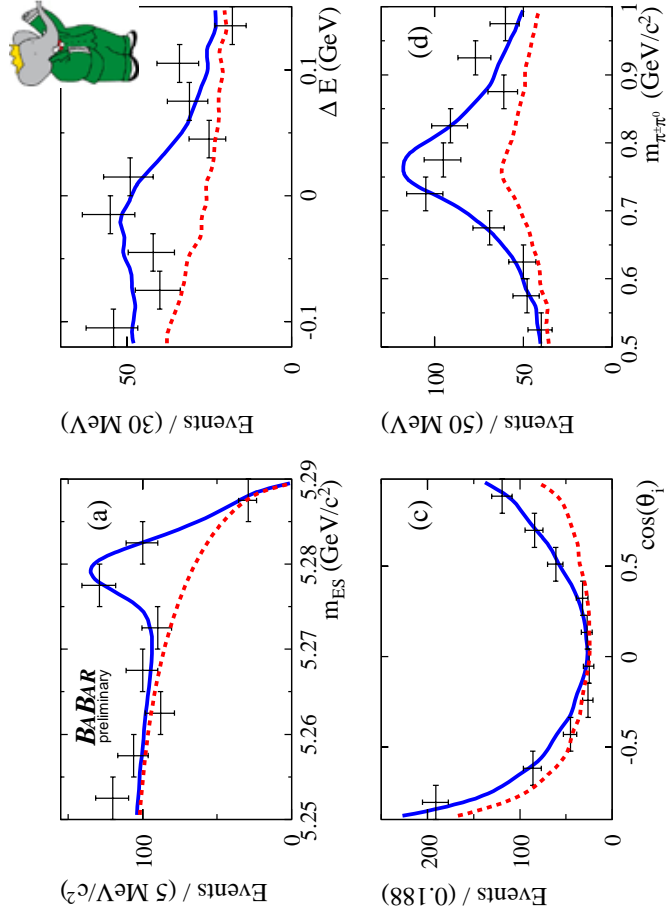 Events / (5 MeV/c²)
100
0
BABAR
preliminary
(a)
5.25 5.26 5.27 5.28 5.29
m_ES (GeV/c²)
Events / (30 MeV)
50
0
-0.1 0 0.1
Δ E (GeV)
Events / (0.188)
200
100
0
(c)
-0.5 0 0.5
cos(θ_i)
Events / (50 MeV)
100
50
0
(d)
0.5 0.6 0.7 0.8 0.9 1
m_π±π⁰ (GeV/c²)